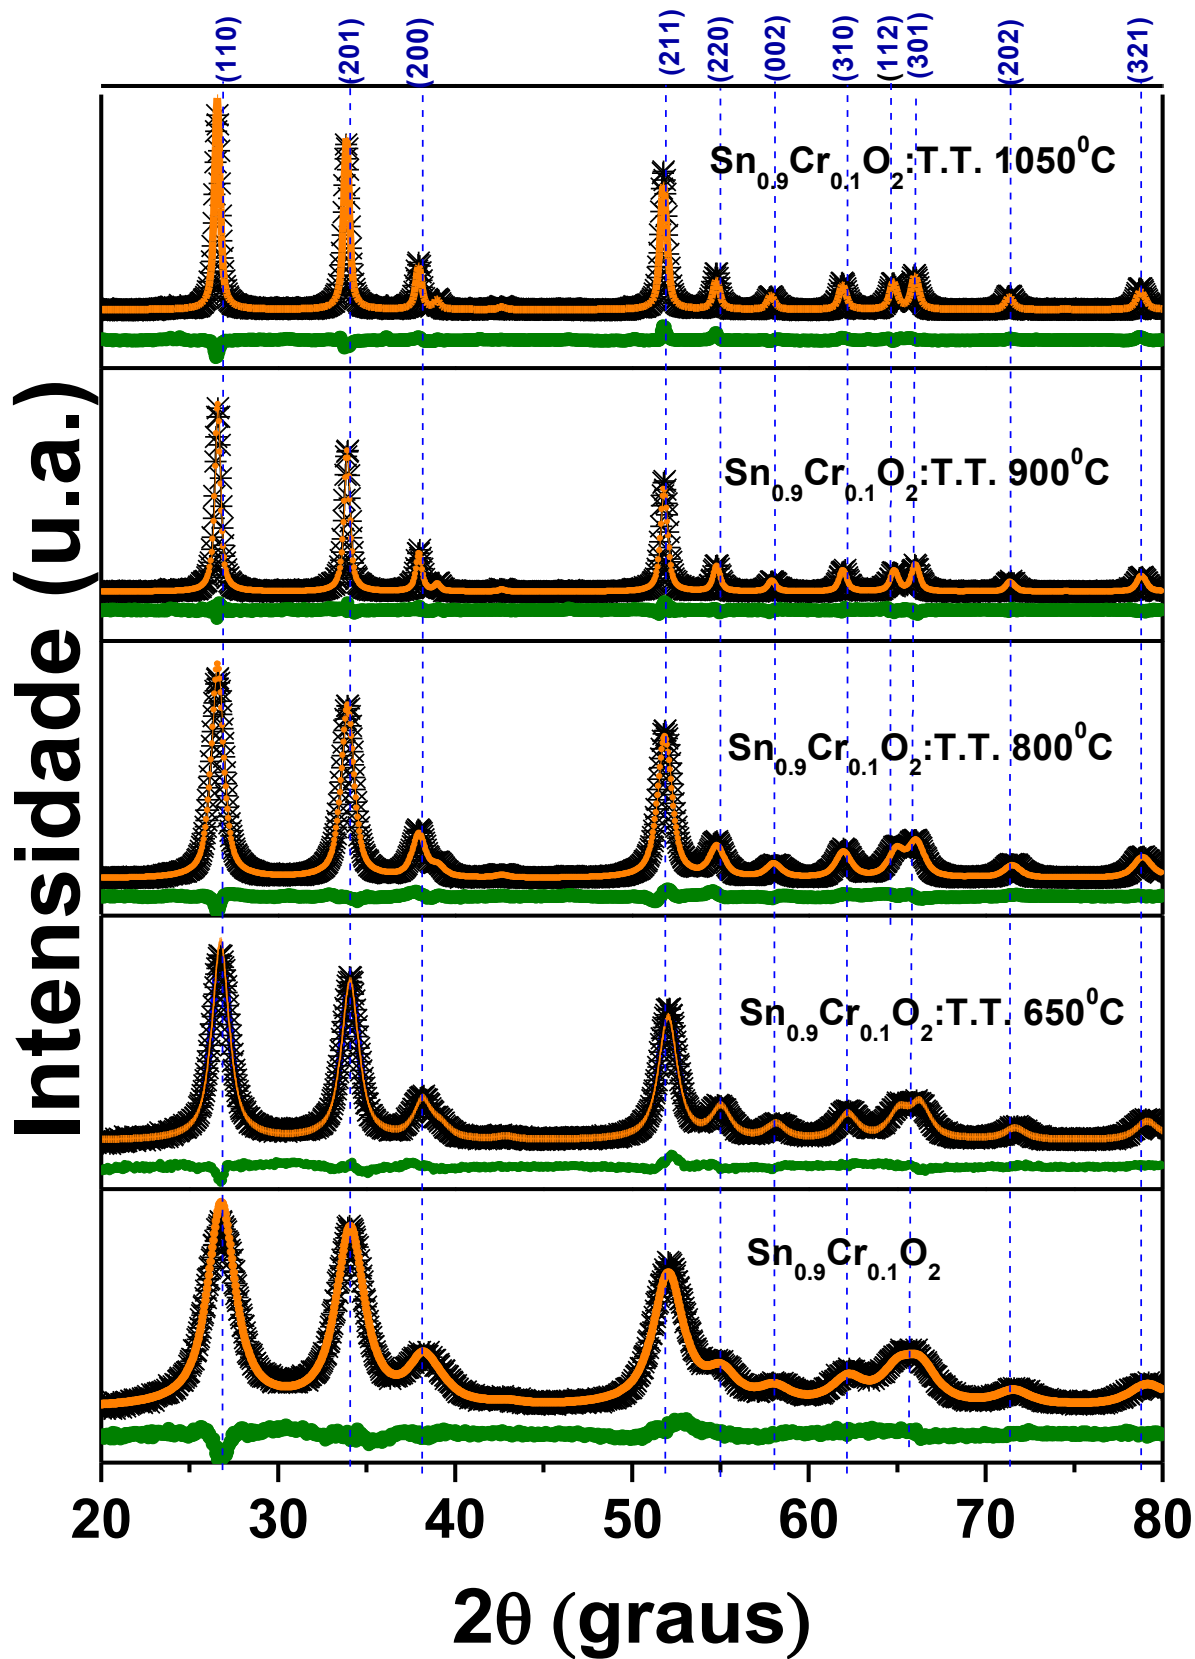 (110) (201) (200) (211) (220) (002) (310) (112) (301) (202) (321)
Sn0.9Cr0.1O2:T.T. 1050⁰C
Sn0.9Cr0.1O2:T.T. 900⁰C
Sn0.9Cr0.1O2:T.T. 800⁰C
Sn0.9Cr0.1O2:T.T. 650⁰C
Sn0.9Cr0.1O2
Intensidade (u.a.)
20 30 40 50 60 70 80
2θ (graus)